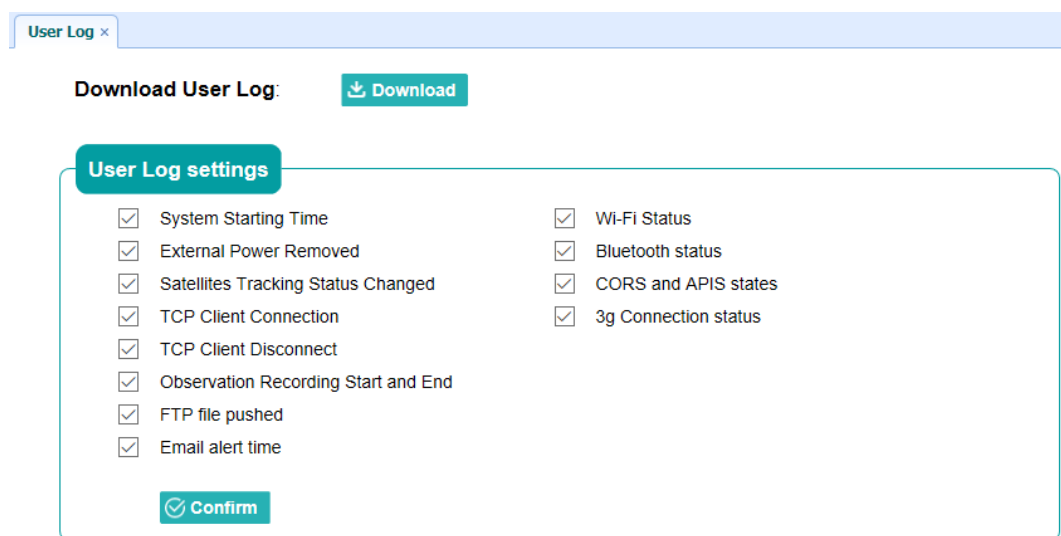 User Log ×
Download User Log: Download
User Log settings
System Starting Time
External Power Removed
Satellites Tracking Status Changed
TCP Client Connection
TCP Client Disconnect
Observation Recording Start and End
FTP file pushed
Email alert time
Wi-Fi Status
Bluetooth status
CORS and APIS states
3g Connection status
Confirm